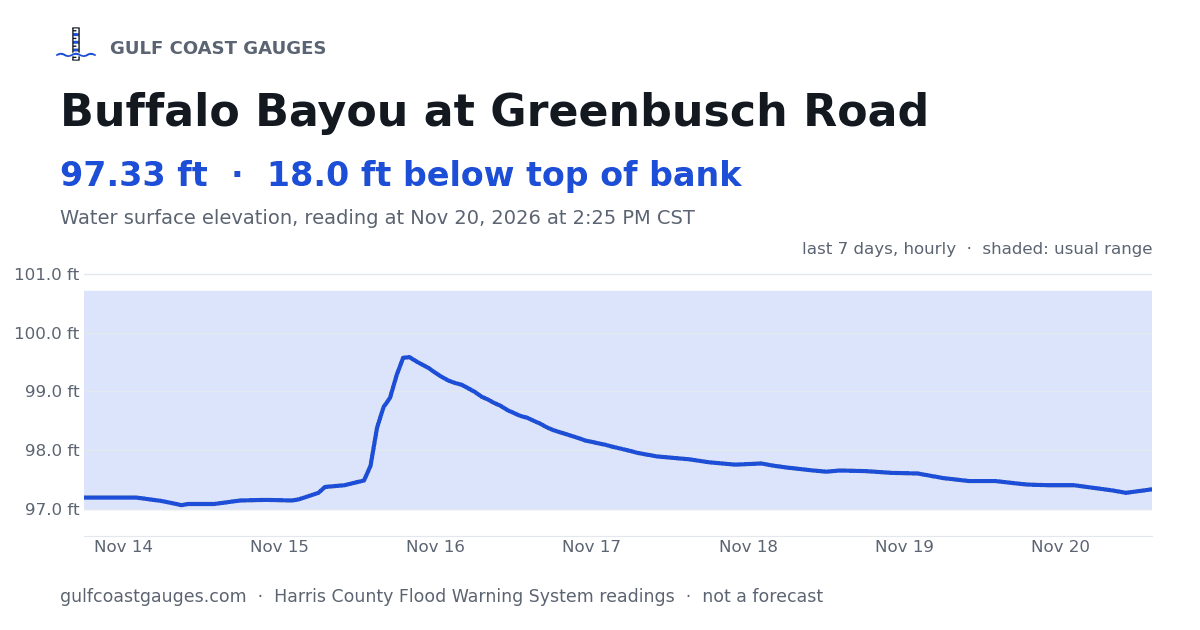 GULF COAST GAUGES
Buffalo Bayou at Greenbusch Road
97.33 ft · 18.0 ft below top of bank
Water surface elevation, reading at Nov 20, 2026 at 2:25 PM CST
last 7 days, hourly · shaded: usual range
101.0 ft
100.0 ft
99.0 ft
98.0 ft
97.0 ft
Nov 14 Nov 15 Nov 16 Nov 17 Nov 18 Nov 19 Nov 20
gulfcoastgauges.com · Harris County Flood Warning System readings · not a forecast